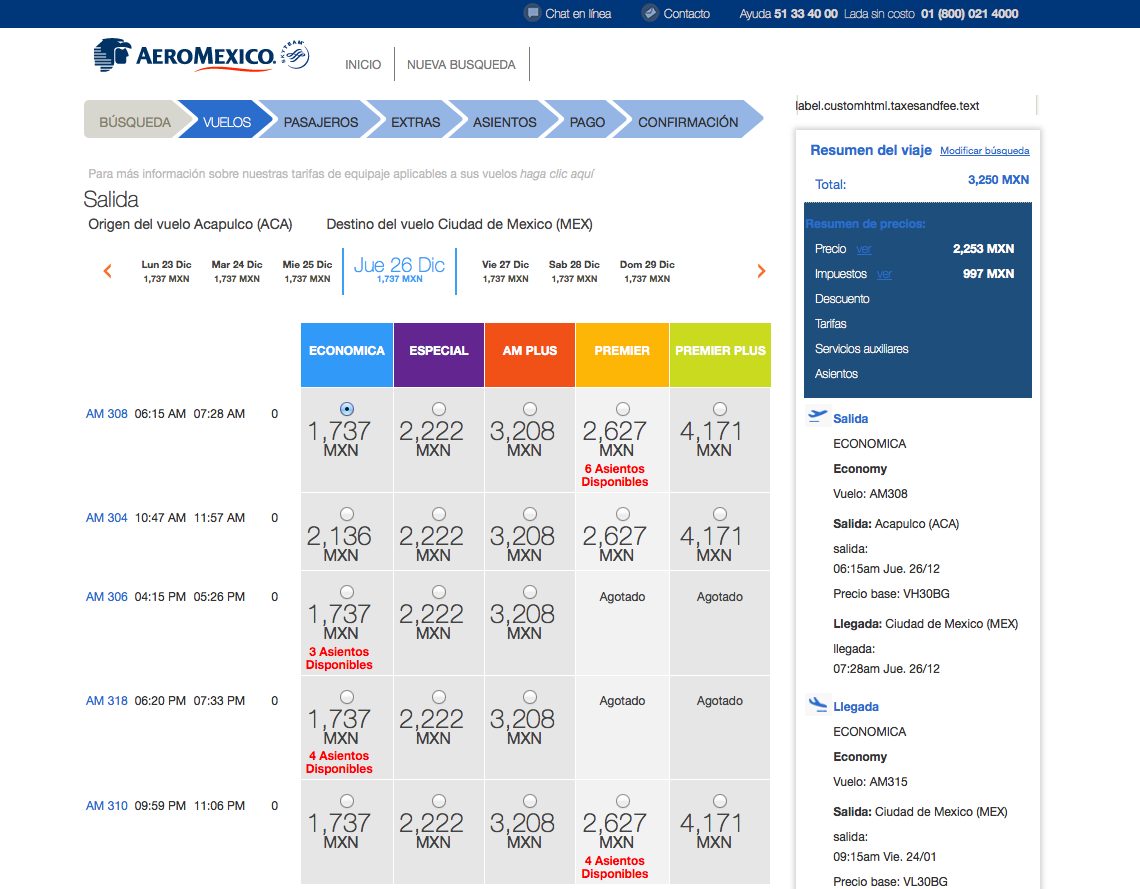 Chat en línea Contacto Ayuda 51 33 40 00 Lada sin costo 01 (800) 021 4000
AEROMEXICO. SKYTEAM
INICIO NUEVA BUSQUEDA
BÚSQUEDA VUELOS PASAJEROS EXTRAS ASIENTOS PAGO CONFIRMACIÓN
Para más información sobre nuestras tarifas de equipaje aplicables a sus vuelos haga clic aquí
Salida
Origen del vuelo Acapulco (ACA) Destino del vuelo Ciudad de Mexico (MEX)
Lun 23 Dic Mar 24 Dic Mie 25 Dic Jue 26 Dic Vie 27 Dic Sab 28 Dic Dom 29 Dic
1,737 MXN 1,737 MXN 1,737 MXN 1,737 MXN 1,737 MXN 1,737 MXN 1,737 MXN
ECONOMICA ESPECIAL AM PLUS PREMIER PREMIER PLUS
AM 308 06:15 AM 07:28 AM 0
1,737 2,222 3,208 2,627 4,171
MXN MXN MXN MXN MXN
6 Asientos
Disponibles
AM 304 10:47 AM 11:57 AM 0
2,136 2,222 3,208 2,627 4,171
MXN MXN MXN MXN MXN
AM 306 04:15 PM 05:26 PM 0 Agotado Agotado
1,737 2,222 3,208
MXN MXN MXN
3 Asientos
Disponibles
AM 318 06:20 PM 07:33 PM 0 Agotado Agotado
1,737 2,222 3,208
MXN MXN MXN
4 Asientos
Disponibles
AM 310 09:59 PM 11:06 PM 0
1,737 2,222 3,208 2,627 4,171
MXN MXN MXN MXN MXN
4 Asientos
Disponibles
label.customhtml.taxesandfee.text
Resumen del viaje Modificar búsqueda
Total: 3,250 MXN
Resumen de precios:
Precio ver 2,253 MXN
Impuestos ver 997 MXN
Descuento
Tarifas
Servicios auxiliares
Asientos
Salida
ECONOMICA
Economy
Vuelo: AM308
Salida: Acapulco (ACA)
salida:
06:15am Jue. 26/12
Precio base: VH30BG
Llegada: Ciudad de Mexico (MEX)
llegada:
07:28am Jue. 26/12
Llegada
ECONOMICA
Economy
Vuelo: AM315
Salida: Ciudad de Mexico (MEX)
salida:
09:15am Vie. 24/01
Precio base: VL30BG